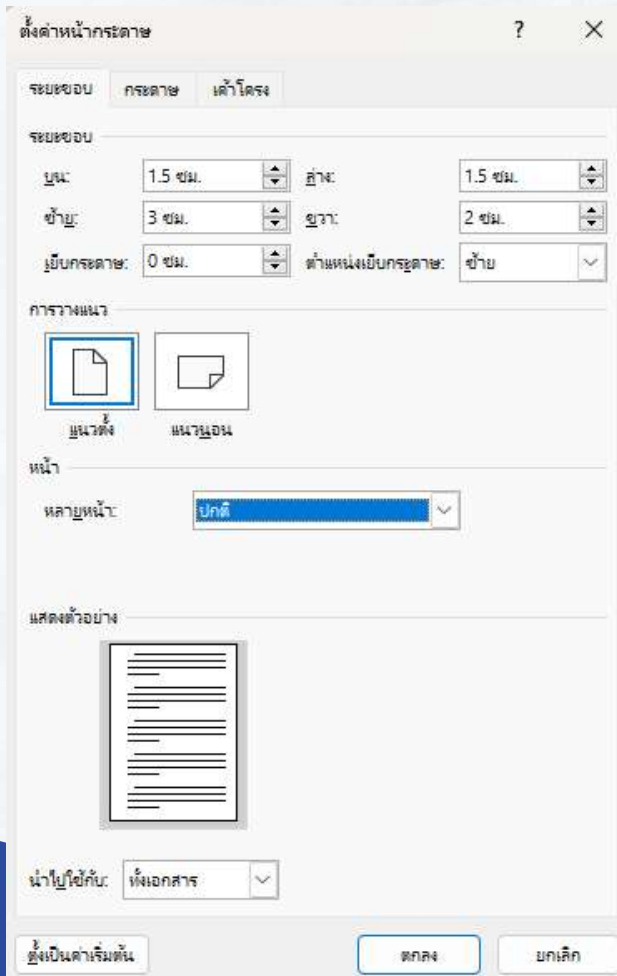 ตั้งค่าหน้ากระดาษ ? ×
ระยะขอบ กระดาษ เค้าโครง
ระยะขอบ
บน: 1.5 ซม. ล่าง: 1.5 ซม.
ซ้าย: 3 ซม. ขวา: 2 ซม.
เย็บกระดาษ: 0 ซม. ตำแหน่งเย็บกระดาษ: ซ้าย
การวางแนว
แนวตั้ง แนวนอน
หน้า
หลายหน้า: ปกติ
แสดงตัวอย่าง
นำไปใช้กับ: ทั้งเอกสาร
ตั้งเป็นค่าเริ่มต้น ตกลง ยกเลิก